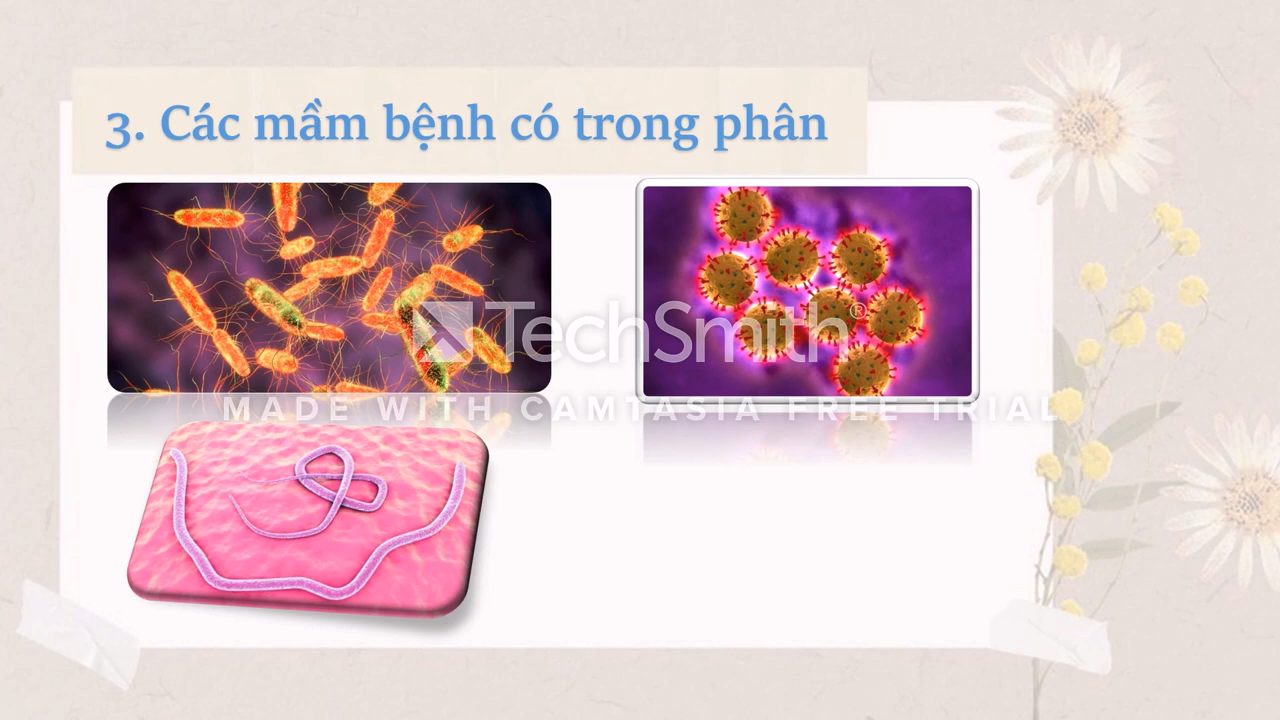 3. Các mầm bệnh có trong phân
TechSmith®
MADE WITH CAMTASIA FREE TRIAL